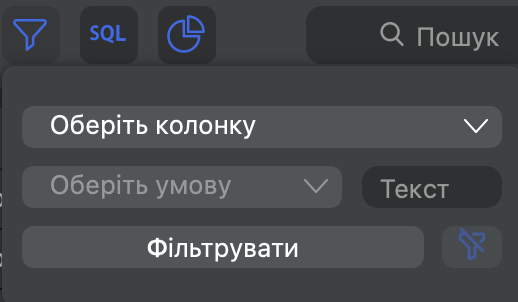 SQL
Пошук
Оберіть колонку
Оберіть умову
Текст
Фільтрувати